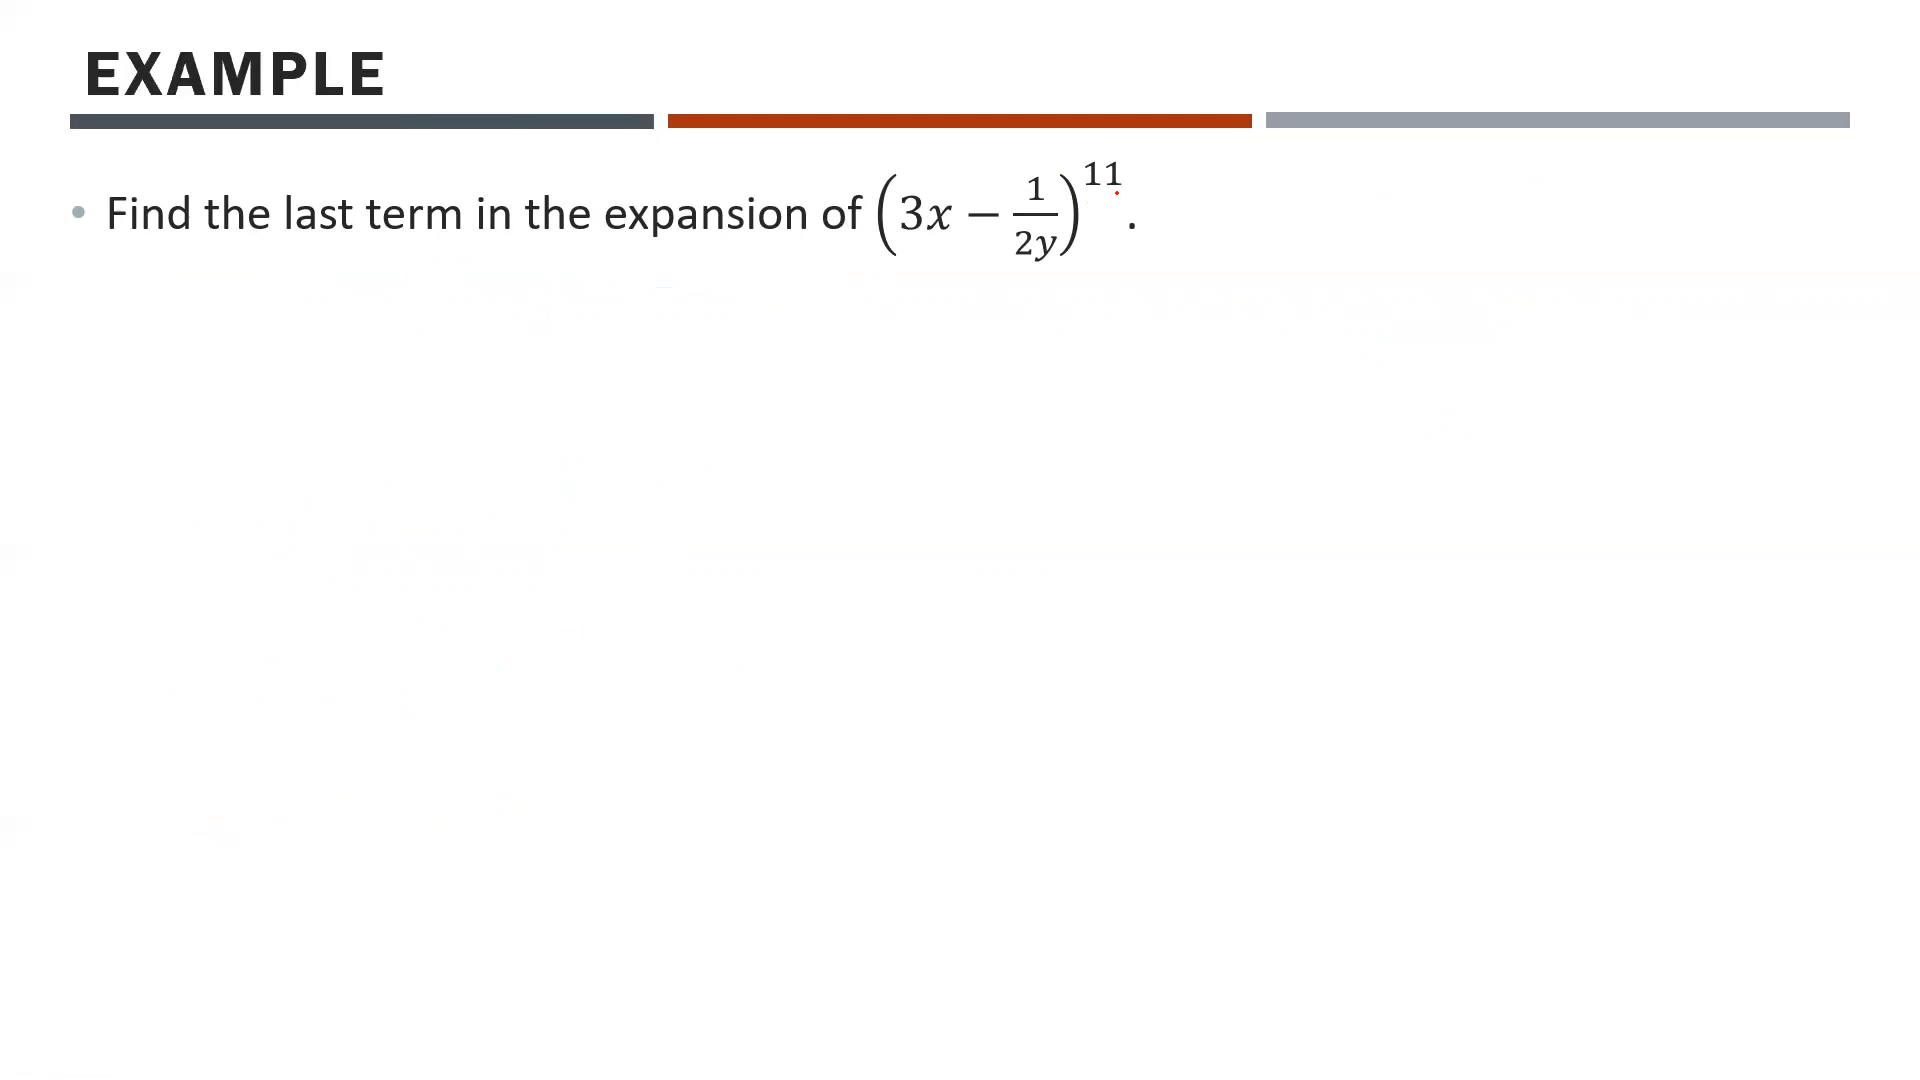 EXAMPLE
• Find the last term in the expansion of (3x − 1/2y)^11.